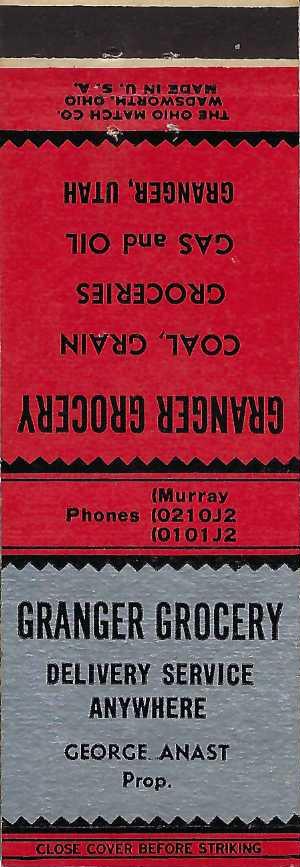 THE OHIO MATCH CO.
WADSWORTH, OHIO
MADE IN U. S. A.
GRANGER GROCERY
COAL, GRAIN
GROCERIES
GAS and OIL
GRANGER, UTAH
(Murray
Phones (0210J2
(0101J2
GRANGER GROCERY
DELIVERY SERVICE
ANYWHERE
GEORGE ANAST
Prop.
CLOSE COVER BEFORE STRIKING